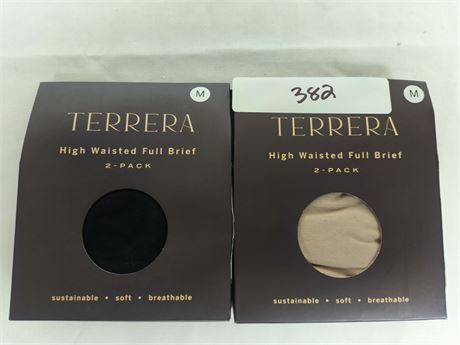 M
TERRERA
High Waisted Full Brief
2-PACK
sustainable • soft • breathable
382
M
TERRERA
High Waisted Full Brief
2-PACK
sustainable • soft • breathable